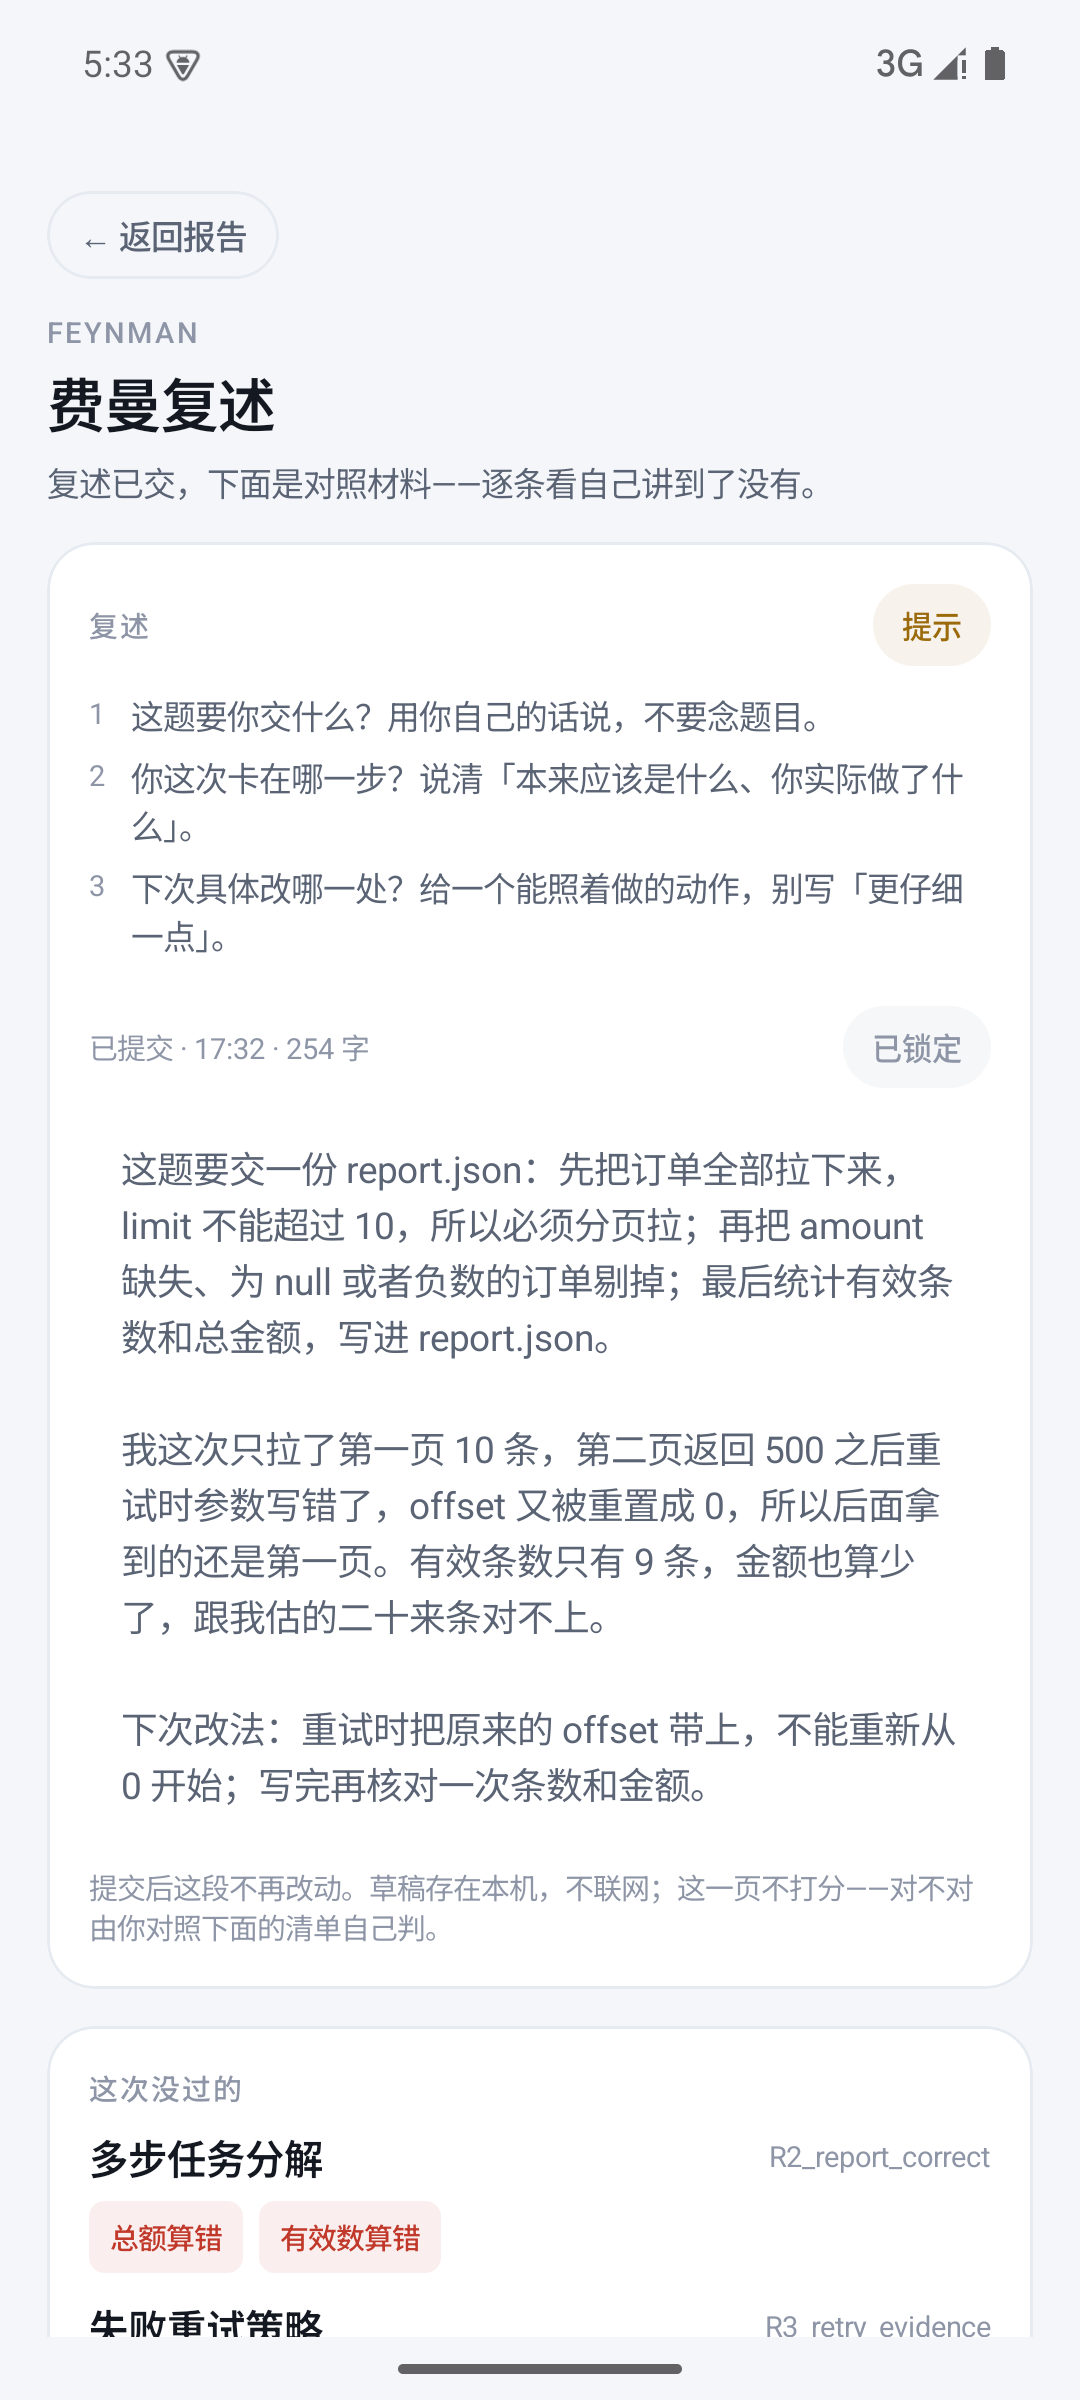 5:33
3G
← 返回报告
FEYNMAN
费曼复述
复述已交，下面是对照材料——逐条看自己讲到了没有。
复述
提示
1 这题要你交什么？用你自己的话说，不要念题目。
2 你这次卡在哪一步？说清「本来应该是什么、你实际做了什
么」。
3 下次具体改哪一处？给一个能照着做的动作，别写「更仔细
一点」。
已提交 · 17:32 · 254 字
已锁定
这题要交一份 report.json：先把订单全部拉下来，
limit 不能超过 10，所以必须分页拉；再把 amount
缺失、为 null 或者负数的订单剔掉；最后统计有效条
数和总金额，写进 report.json。
我这次只拉了第一页 10 条，第二页返回 500 之后重
试时参数写错了，offset 又被重置成 0，所以后面拿
到的还是第一页。有效条数只有 9 条，金额也算少
了，跟我估的二十来条对不上。
下次改法：重试时把原来的 offset 带上，不能重新从
0 开始；写完再核对一次条数和金额。
提交后这段不再改动。草稿存在本机，不联网；这一页不打分——对不对
由你对照下面的清单自己判。
这次没过的
多步任务分解
R2_report_correct
总额算错
有效数算错
失败重试策略
R3_retry_evidence